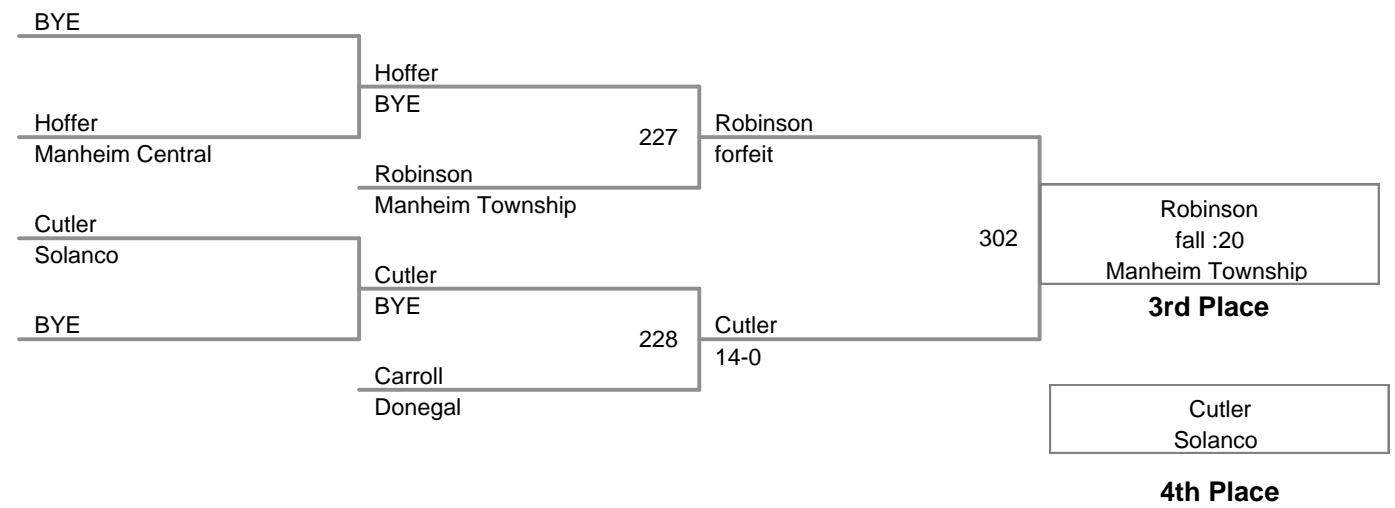 BYE
Hoffer
BYE
Hoffer
Manheim Central
227
Robinson
forfeit
Robinson
Manheim Township
Cutler
Solanco
302
Robinson
fall :20
Manheim Township
3rd Place
Cutler
BYE
BYE
228
Cutler
14-0
Carroll
Donegal
Cutler
Solanco
4th Place